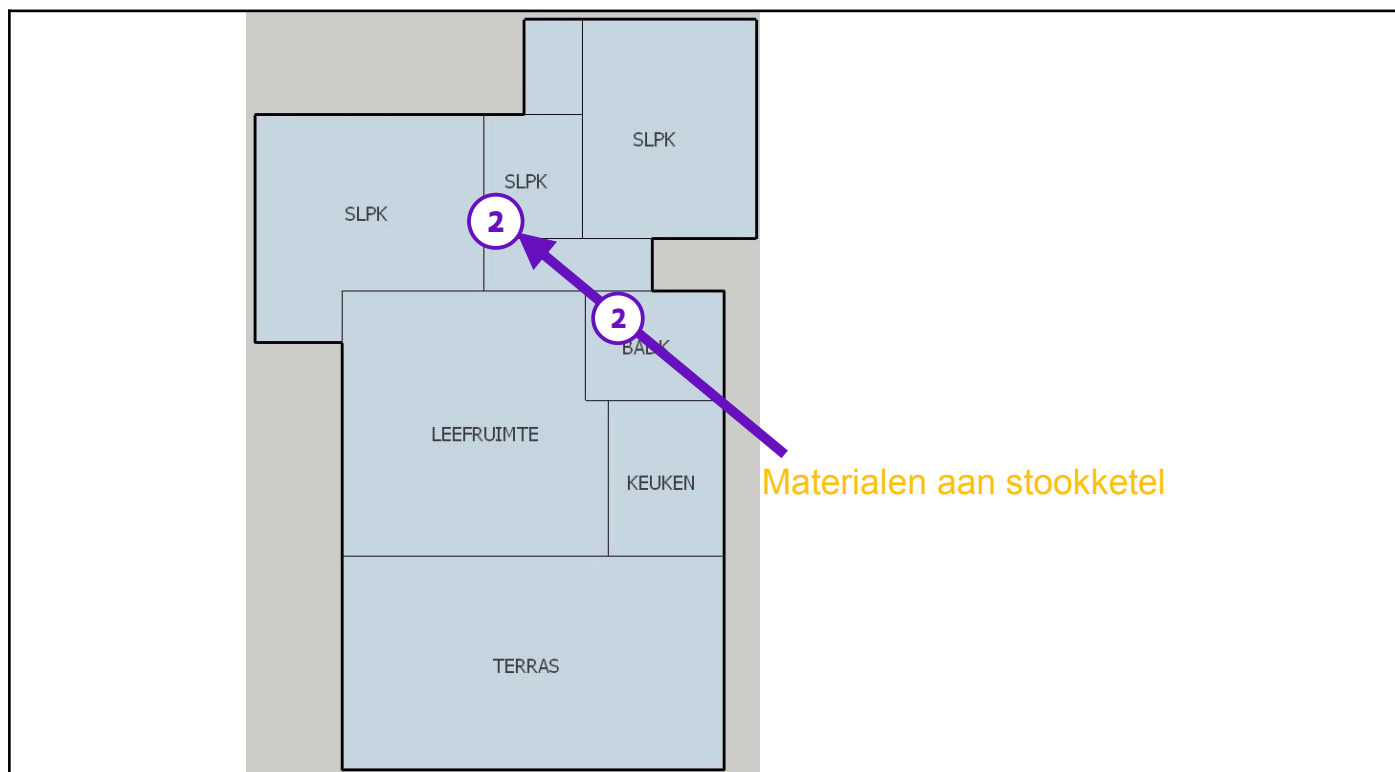 SLPK
SLPK
SLPK
2
2
BADK
LEEFRUIMTE
KEUKEN
Materialen aan stookketel
TERRAS